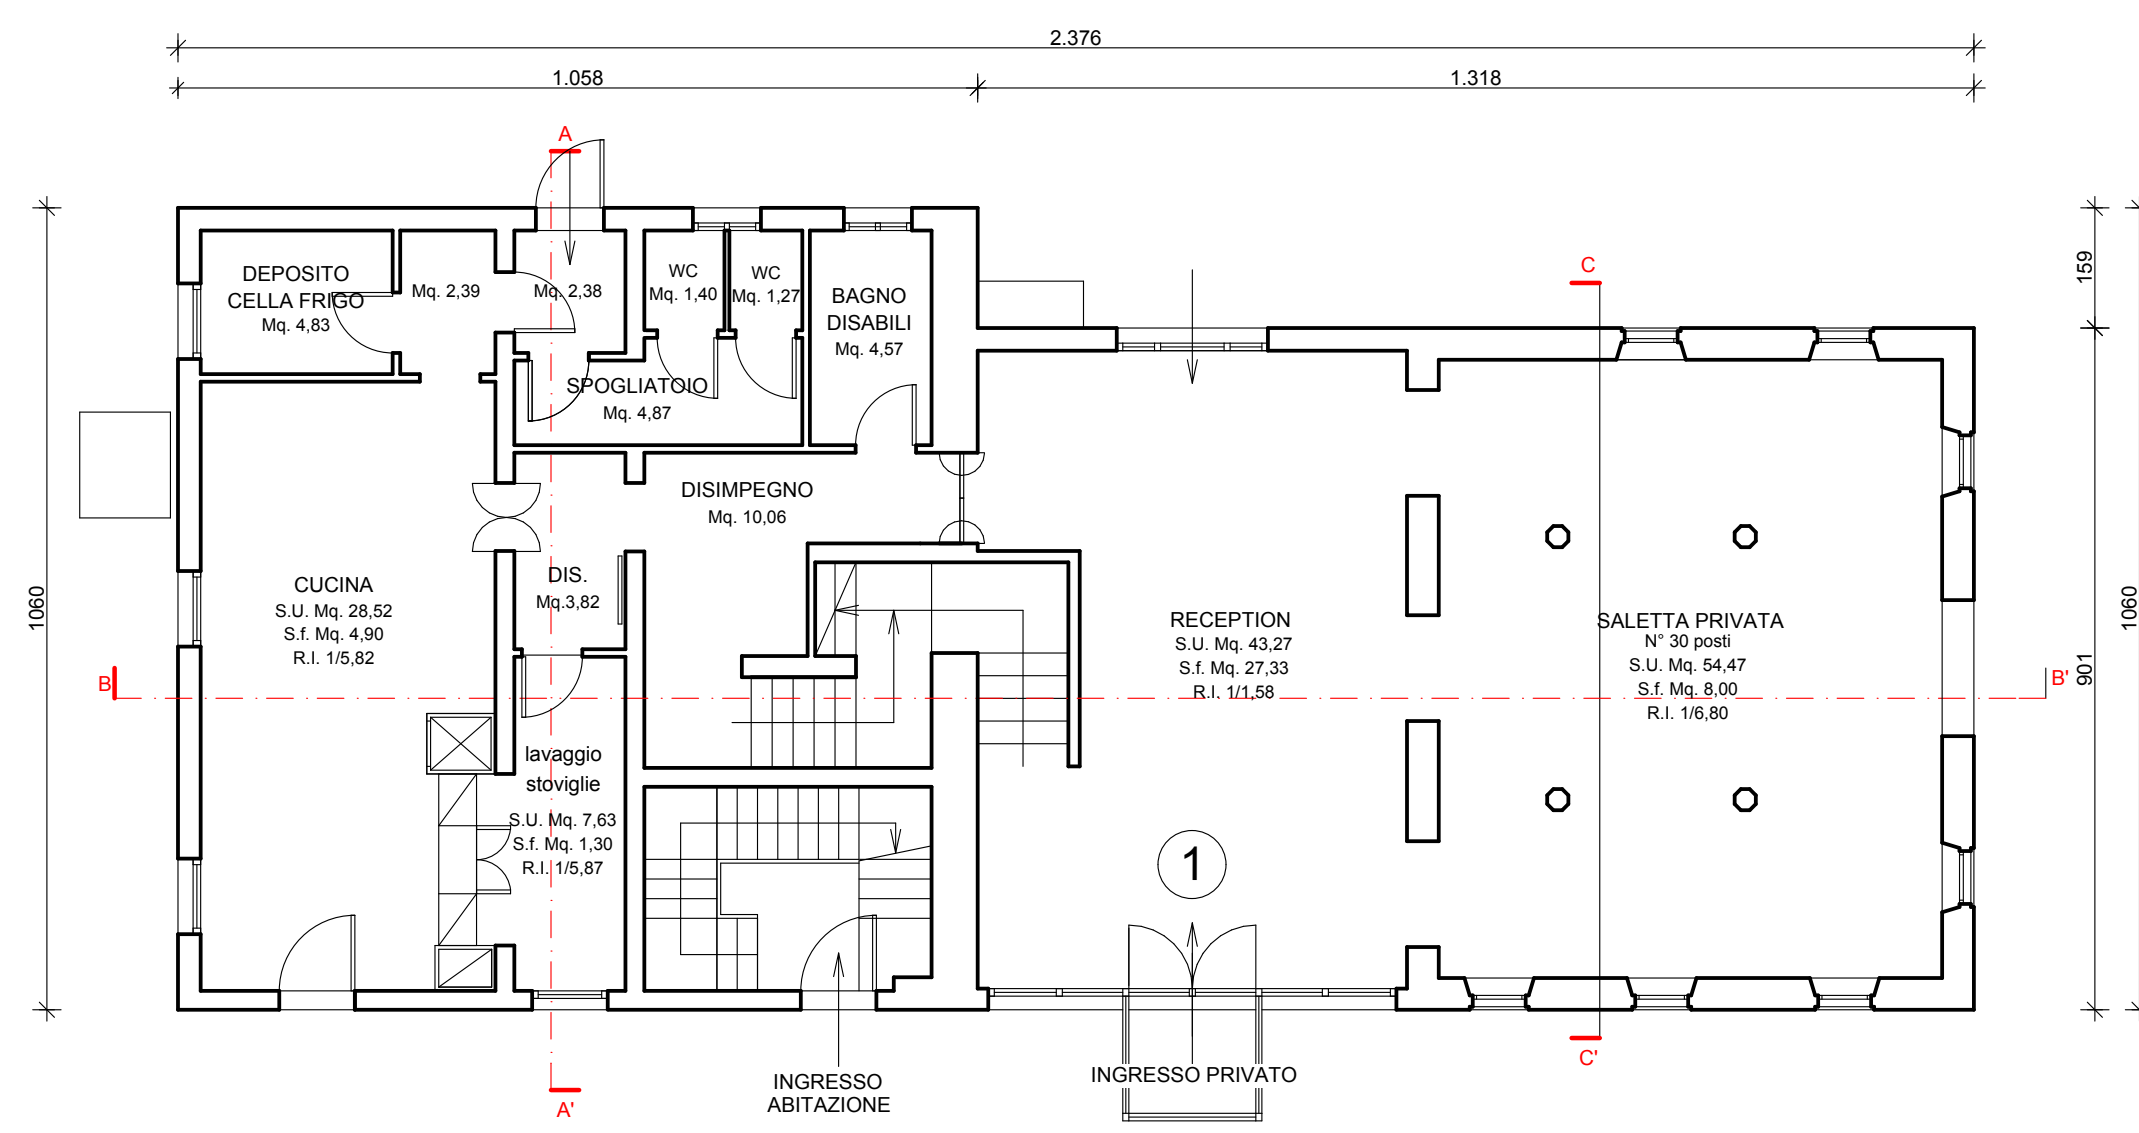 2.376
1.058
1.318
A
C
159
DEPOSITO
CELLA FRIGO
Mq. 4,83
Mq. 2,39
Mq. 2,38
WC
Mq. 1,40
WC
Mq. 1,27
BAGNO
DISABILI
Mq. 4,57
SPOGLIATOIO
Mq. 4,87
DISIMPEGNO
Mq. 10,06
1060
CUCINA
S.U. Mq. 28,52
S.f. Mq. 4,90
R.I. 1/5,82
DIS.
Mq.3,82
RECEPTION
S.U. Mq. 43,27
S.f. Mq. 27,33
R.I. 1/1,58
SALETTA PRIVATA
N° 30 posti
S.U. Mq. 54,47
S.f. Mq. 8,00
R.I. 1/6,80
901
1060
B
B'
lavaggio
stoviglie
S.U. Mq. 7,63
S.f. Mq. 1,30
R.I. 1/5,87
1
C'
A'
INGRESSO
ABITAZIONE
INGRESSO PRIVATO